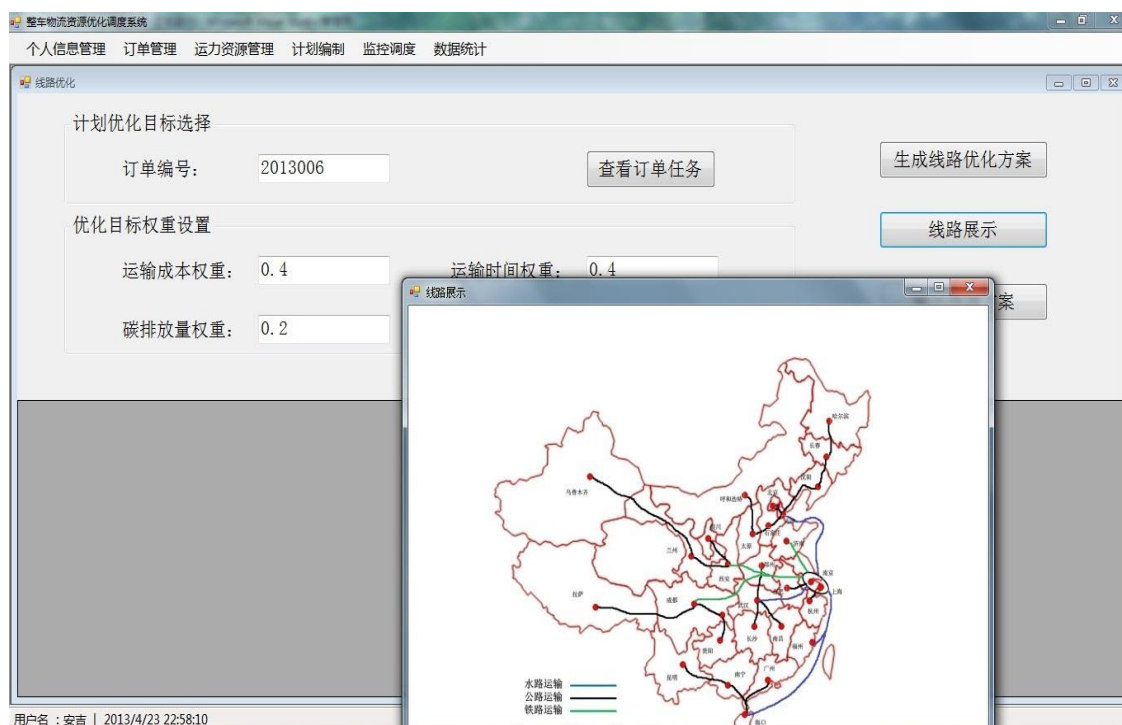 整车物流资源优化调度系统
个人信息管理 订单管理 运力资源管理 计划编制 监控调度 数据统计
线路优化
计划优化目标选择
订单编号： 2013006 查看订单任务 生成线路优化方案
优化目标权重设置
线路展示
运输成本权重： 0.4 运输时间权重： 0.4
线路展示
案
碳排放量权重： 0.2
哈尔滨
长春
沈阳
乌鲁木齐
呼和浩特
北京
银川
石家庄
太原
济南
兰州
郑州
西安
南京
上海
拉萨
成都
武汉
杭州
长沙
南昌
贵阳
福州
昆明
南宁
广州
海口
水路运输
公路运输
铁路运输
用户名 ：安吉 | 2013/4/23 22:58:10